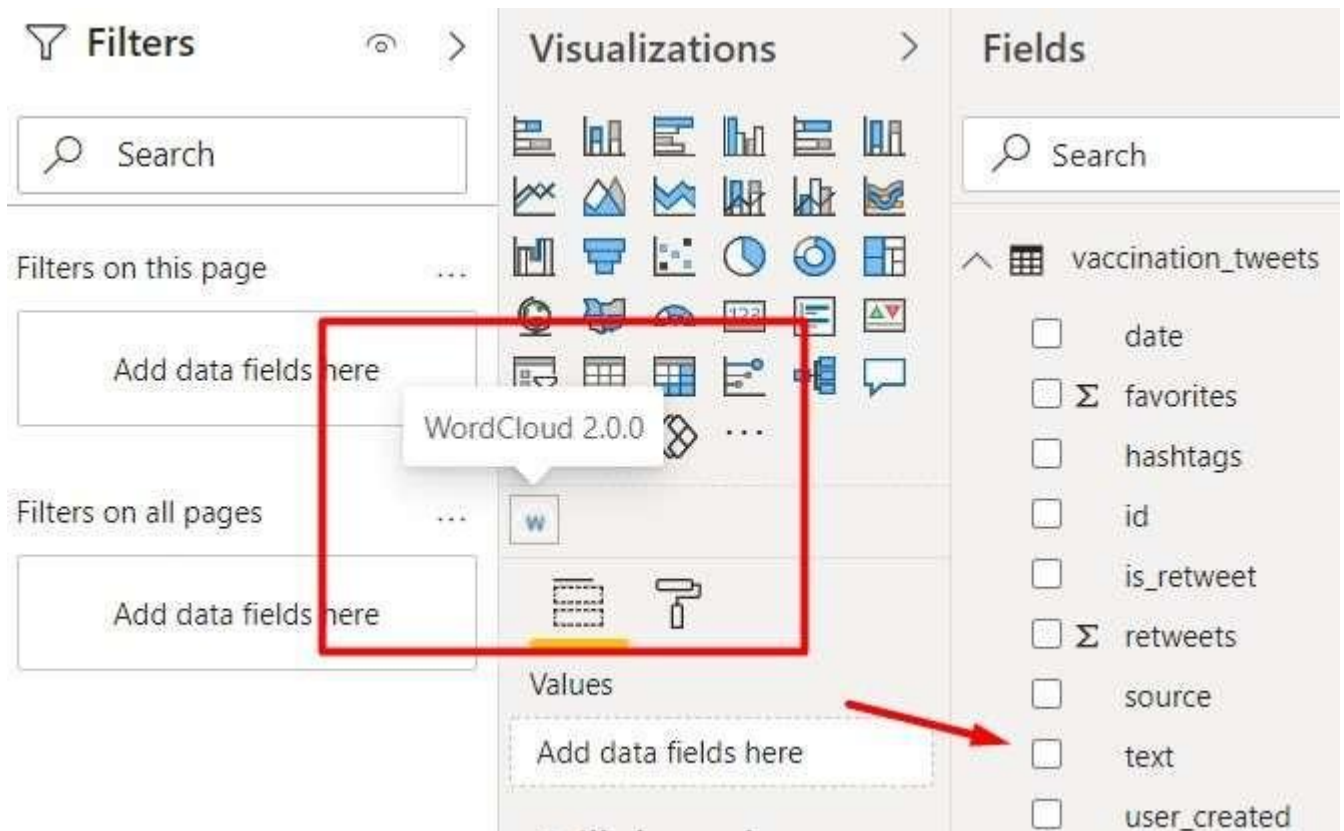 Filters
Search
Filters on this page
...
Add data fields here
Filters on all pages
...
Add data fields here
Visualizations
123
WordCloud 2.0.0
...
W
Values
Add data fields here
Fields
Search
vaccination_tweets
date
Σ favorites
hashtags
id
is_retweet
Σ retweets
source
text
user_created